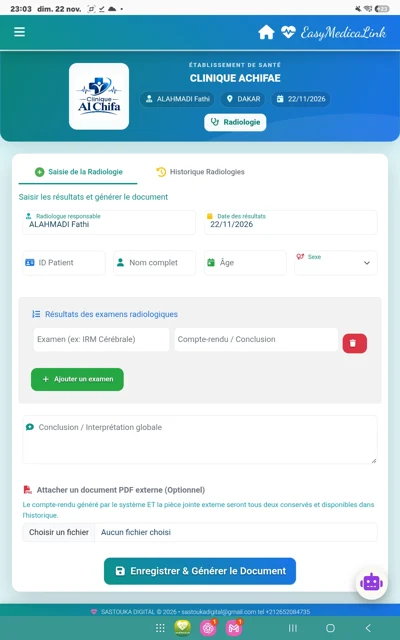 23:03 dim. 22 nov.
EasyMedicaLink
Clinique
Al Chifa
ÉTABLISSEMENT DE SANTÉ
CLINIQUE ACHIFAE
ALAHMADI Fathi DAKAR 22/11/2026
Radiologie
Saisie de la Radiologie Historique Radiologies
Saisir les résultats et générer le document
Radiologue responsable Date des résultats
ALAHMADI Fathi 22/11/2026
ID Patient Nom complet Âge Sexe
Résultats des examens radiologiques
Examen (ex: IRM Cérébrale) Compte-rendu / Conclusion
+ Ajouter un examen
Conclusion / Interprétation globale
Attacher un document PDF externe (Optionnel)
Le compte-rendu généré par le système ET la pièce jointe externe seront tous deux conservés et disponibles dans
l'historique.
Choisir un fichier Aucun fichier choisi
Enregistrer & Générer le Document
SASTOUKA DIGITAL © 2026 • sastoukadigital@gmail.com tel +212652084735